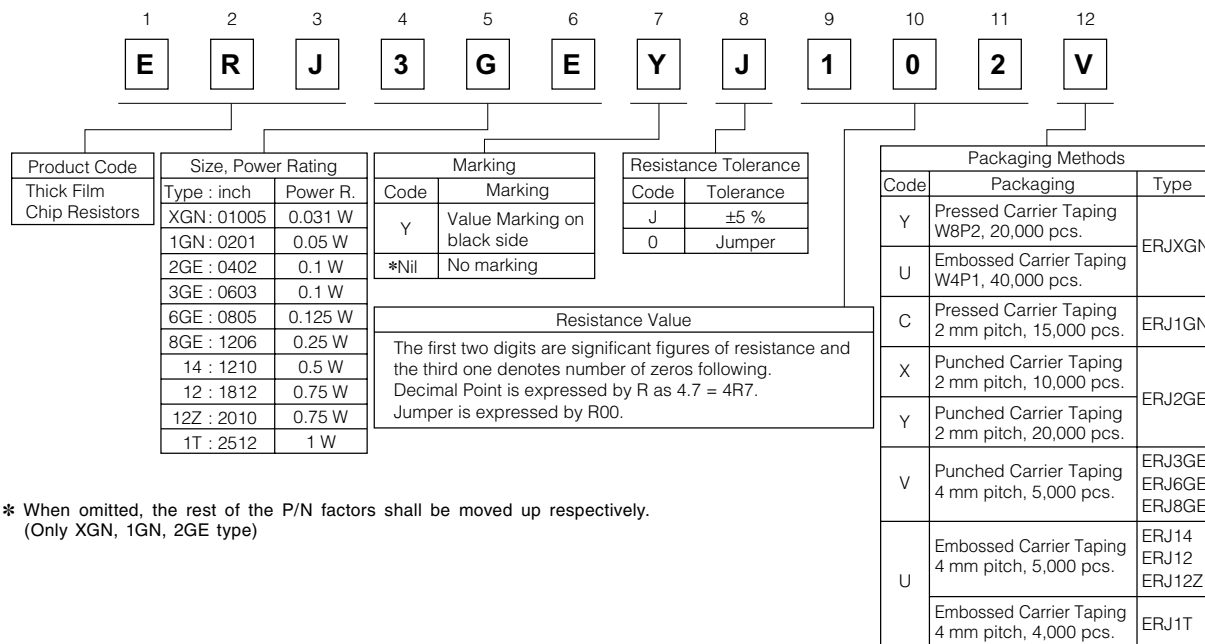 1 2 3 4 5 6 7 8 9 10 11 12
E R J 3 G E Y J 1 0 2 V
Product Code
Thick Film
Chip Resistors
Size, Power Rating
Type : inch Power R.
XGN : 01005 0.031 W
1GN : 0201 0.05 W
2GE : 0402 0.1 W
3GE : 0603 0.1 W
6GE : 0805 0.125 W
8GE : 1206 0.25 W
14 : 1210 0.5 W
12 : 1812 0.75 W
12Z : 2010 0.75 W
1T : 2512 1 W
Marking
Code Marking
Y Value Marking on
black side
✻Nil No marking
Resistance Tolerance
Code Tolerance
J ±5 %
0 Jumper
Resistance Value
The first two digits are significant figures of resistance and
the third one denotes number of zeros following.
Decimal Point is expressed by R as 4.7 = 4R7.
Jumper is expressed by R00.
Packaging Methods
Code Packaging Type
Y Pressed Carrier Taping
W8P2, 20,000 pcs.
ERJXGN
U Embossed Carrier Taping
W4P1, 40,000 pcs.
C Pressed Carrier Taping
2 mm pitch, 15,000 pcs.
ERJ1GN
X Punched Carrier Taping
2 mm pitch, 10,000 pcs.
ERJ2GE
Y Punched Carrier Taping
2 mm pitch, 20,000 pcs.
V Punched Carrier Taping
4 mm pitch, 5,000 pcs.
ERJ3GE
ERJ6GE
ERJ8GE
U Embossed Carrier Taping
4 mm pitch, 5,000 pcs.
ERJ14
ERJ12
ERJ12Z
Embossed Carrier Taping
4 mm pitch, 4,000 pcs.
ERJ1T
✻ When omitted, the rest of the P/N factors shall be moved up respectively.
(Only XGN, 1GN, 2GE type)